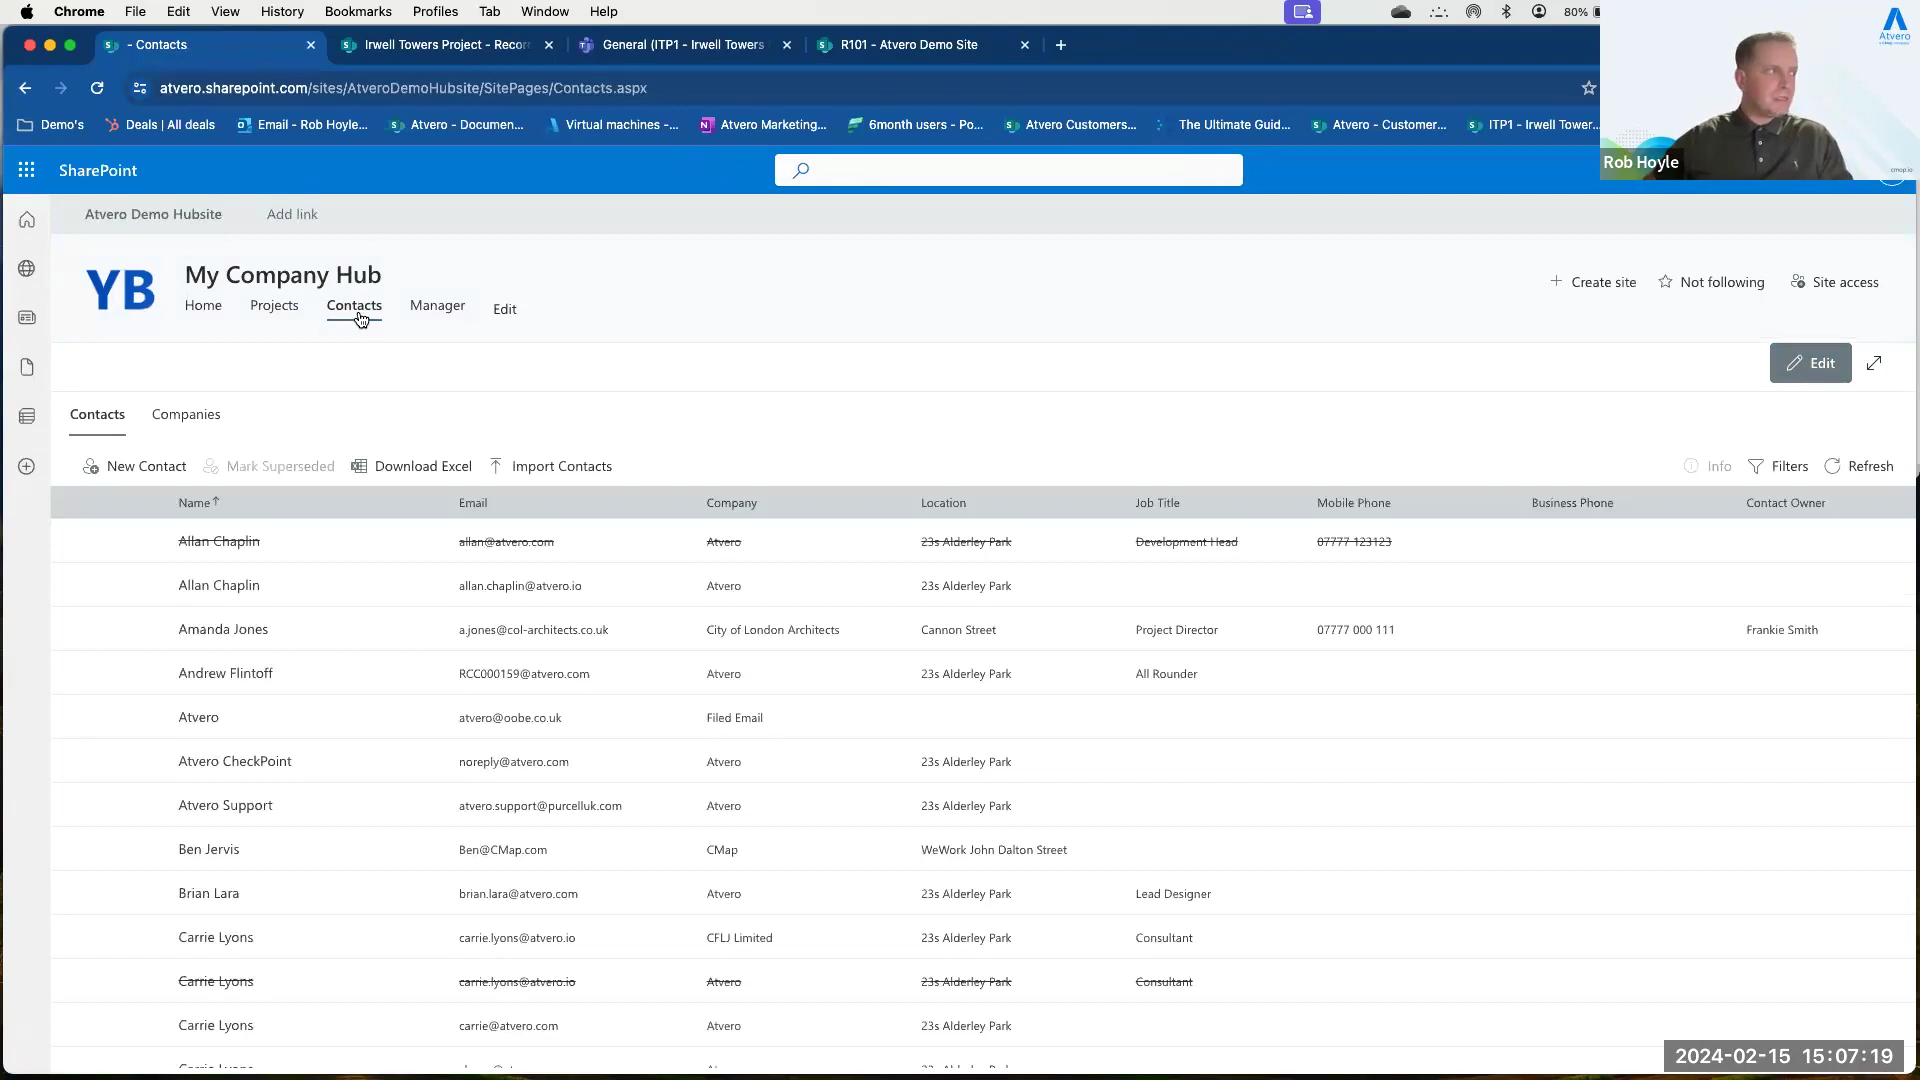 Chrome File Edit View History Bookmarks Profiles Tab Window Help 80%
- Contacts Irwell Towers Project - Recor General (ITP1 - Irwell Towers R101 - Atvero Demo Site
atvero.sharepoint.com/sites/AtveroDemoHubsite/SitePages/Contacts.aspx
Demo's Deals | All deals Email - Rob Hoyle... Atvero - Documen... Virtual machines -... Atvero Marketing... 6month users - Po... Atvero Customers... The Ultimate Guid... Atvero - Customer... ITP1 - Irwell Tower...
Atvero
Rob Hoyle
cmap.io
SharePoint
Atvero Demo Hubsite Add link
YB
My Company Hub
Home Projects Contacts Manager Edit
Create site Not following Site access
Edit
Contacts Companies
New Contact Mark Superseded Download Excel Import Contacts Info Filters Refresh
Name Email Company Location Job Title Mobile Phone Business Phone Contact Owner
Allan Chaplin allan@atvero.com Atvero 23s Alderley Park Development Head 07777 123123
Allan Chaplin allan.chaplin@atvero.io Atvero 23s Alderley Park
Amanda Jones a.jones@col-architects.co.uk City of London Architects Cannon Street Project Director 07777 000 111 Frankie Smith
Andrew Flintoff RCC000159@atvero.com Atvero 23s Alderley Park All Rounder
Atvero atvero@oobe.co.uk Filed Email
Atvero CheckPoint noreply@atvero.com Atvero 23s Alderley Park
Atvero Support atvero.support@purcelluk.com Atvero 23s Alderley Park
Ben Jervis Ben@CMap.com CMap WeWork John Dalton Street
Brian Lara brian.lara@atvero.com Atvero 23s Alderley Park Lead Designer
Carrie Lyons carrie.lyons@atvero.io CFLJ Limited 23s Alderley Park Consultant
Carrie Lyons carrie.lyons@atvero.io Atvero 23s Alderley Park Consultant
Carrie Lyons carrie@atvero.com Atvero 23s Alderley Park
2024-02-15 15:07:19